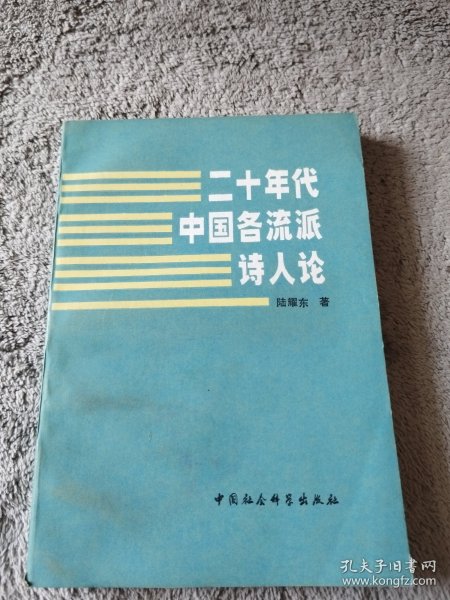 二十年代
中国各流派
诗人论
陆耀东 著
中国社会科学出版社
孔夫子旧书网
www.kongfz.com